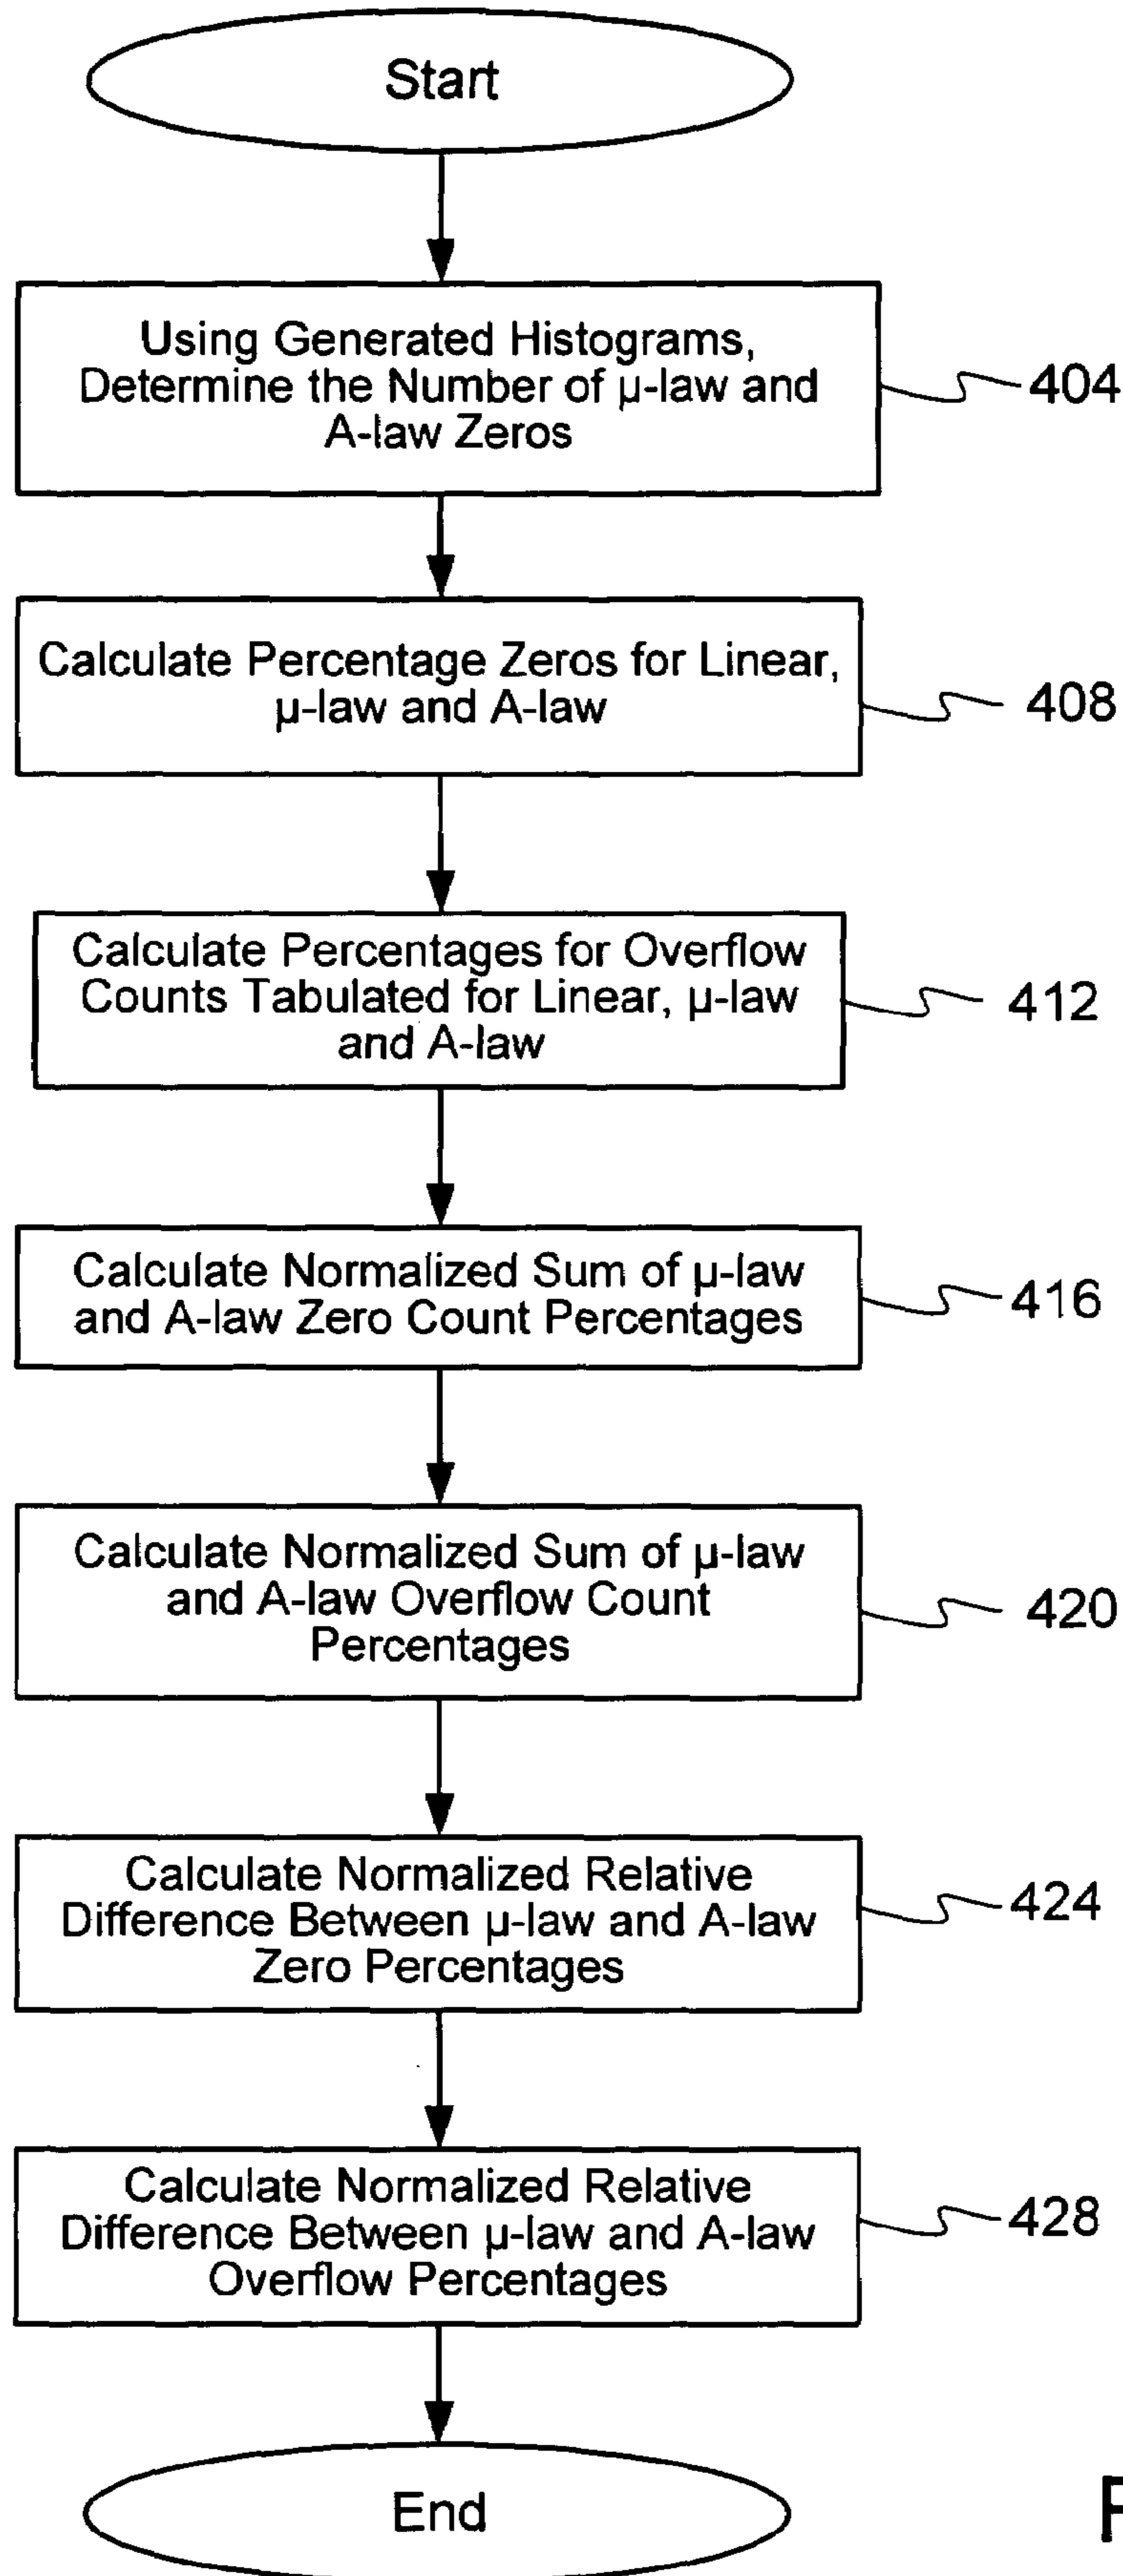 Start
Using Generated Histograms,
Determine the Number of µ-law and
A-law Zeros
404
Calculate Percentage Zeros for Linear,
µ-law and A-law
408
Calculate Percentages for Overflow
Counts Tabulated for Linear, µ-law
and A-law
412
Calculate Normalized Sum of µ-law
and A-law Zero Count Percentages
416
Calculate Normalized Sum of µ-law
and A-law Overflow Count
Percentages
420
Calculate Normalized Relative
Difference Between µ-law and A-law
Zero Percentages
424
Calculate Normalized Relative
Difference Between µ-law and A-law
Overflow Percentages
428
End